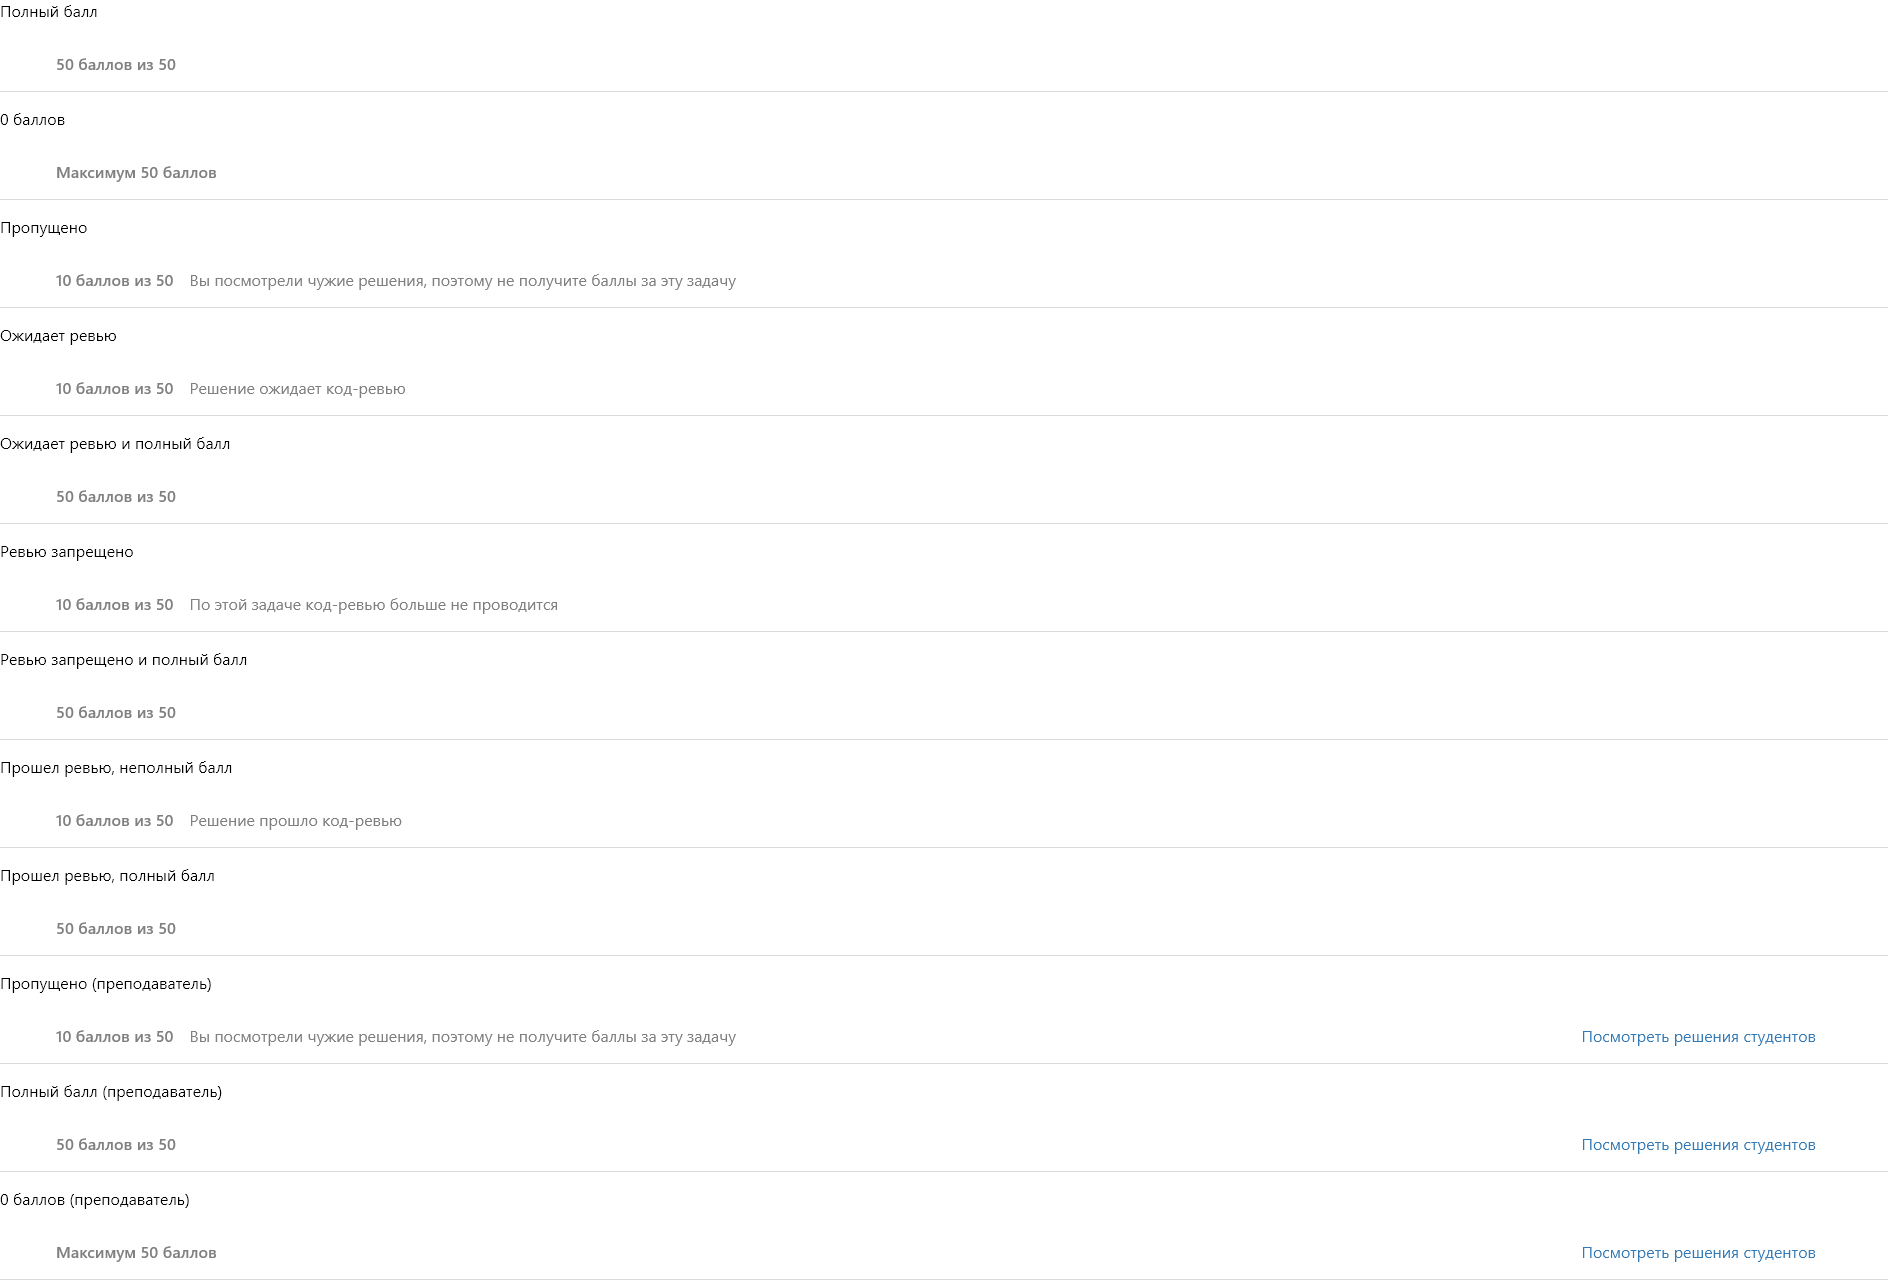 Полный балл
50 баллов из 50
0 баллов
Максимум 50 баллов
Пропущено
10 баллов из 50 Вы посмотрели чужие решения, поэтому не получите баллы за эту задачу
Ожидает ревью
10 баллов из 50 Решение ожидает код-ревью
Ожидает ревью и полный балл
50 баллов из 50
Ревью запрещено
10 баллов из 50 По этой задаче код-ревью больше не проводится
Ревью запрещено и полный балл
50 баллов из 50
Прошел ревью, неполный балл
10 баллов из 50 Решение прошло код-ревью
Прошел ревью, полный балл
50 баллов из 50
Пропущено (преподаватель)
10 баллов из 50 Вы посмотрели чужие решения, поэтому не получите баллы за эту задачу Посмотреть решения студентов
Полный балл (преподаватель)
50 баллов из 50 Посмотреть решения студентов
0 баллов (преподаватель)
Максимум 50 баллов Посмотреть решения студентов